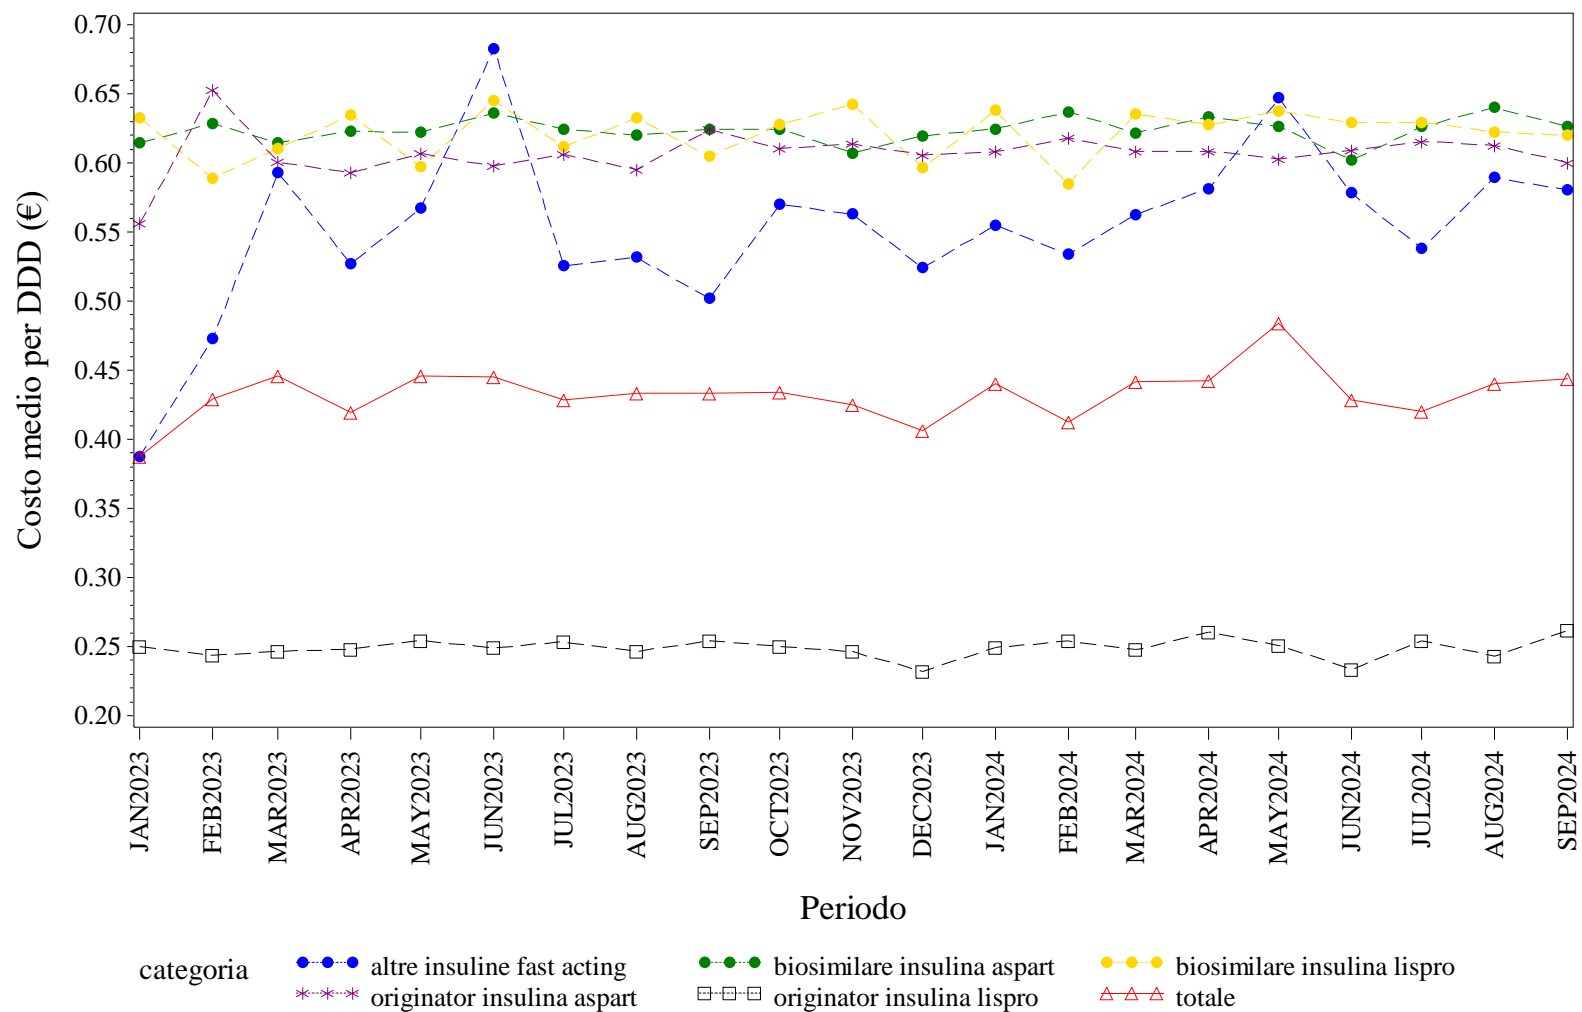 Costo medio per DDD (€)
0.70
0.65
0.60
0.55
0.50
0.45
0.40
0.35
0.30
0.25
0.20
JAN2023
FEB2023
MAR2023
APR2023
MAY2023
JUN2023
JUL2023
AUG2023
SEP2023
OCT2023
NOV2023
DEC2023
JAN2024
FEB2024
MAR2024
APR2024
MAY2024
JUN2024
JUL2024
AUG2024
SEP2024
Periodo
categoria
altre insuline fast acting
biosimilare insulina aspart
biosimilare insulina lispro
originator insulina aspart
originator insulina lispro
totale